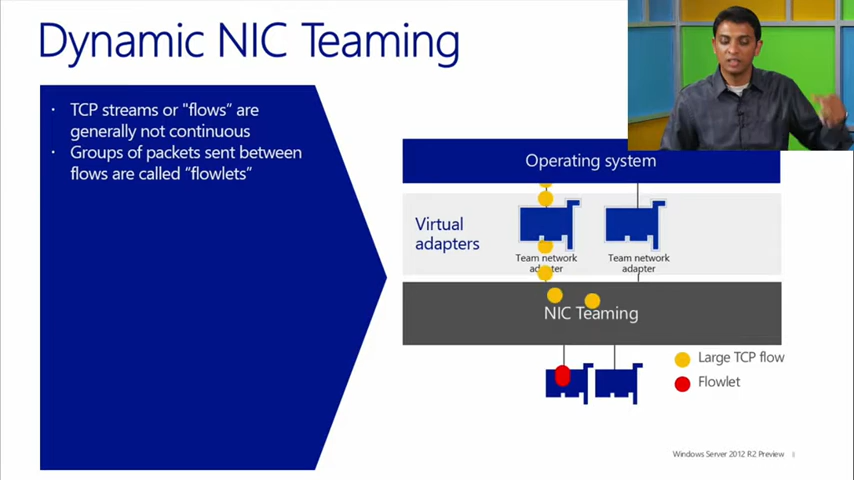 Dynamic NIC Teaming
· TCP streams or "flows" are
generally not continuous
· Groups of packets sent between
flows are called "flowlets"
Operating system
Virtual
adapters
Team network
adapter
Team network
adapter
NIC Teaming
Large TCP flow
Flowlet
Windows Server 2012 R2 Preview